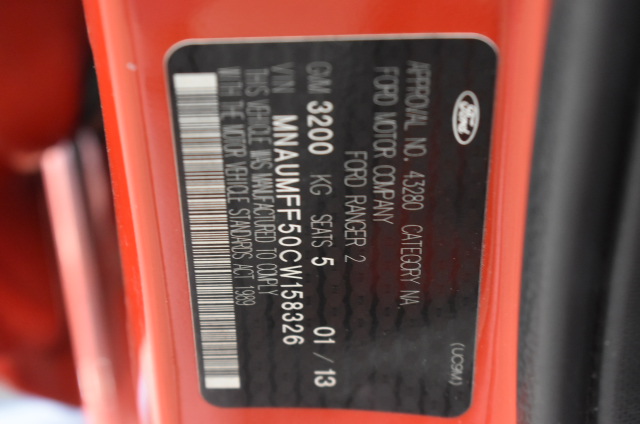 Ford
APPROVAL NO. 43280 CATEGORY NA (UC9M)
FORD MOTOR COMPANY
FORD RANGER 2
GVM 3200 KG SEATS 5 01/13
VIN MNAUMFF50CW158326
THIS VEHICLE WAS MANUFACTURED TO COMPLY
WITH THE MOTOR VEHICLE STANDARDS ACT 1989